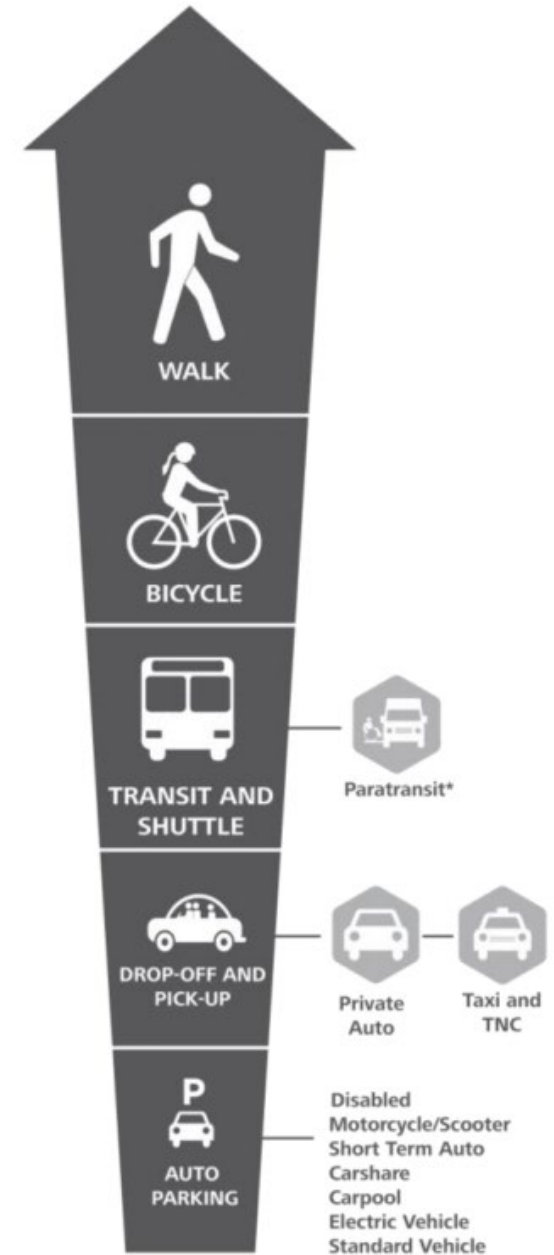 WALK
BICYCLE
TRANSIT AND
SHUTTLE
Paratransit*
DROP-OFF AND
PICK-UP
Private
Auto
Taxi and
TNC
P
AUTO
PARKING
Disabled
Motorcycle/Scooter
Short Term Auto
Carshare
Carpool
Electric Vehicle
Standard Vehicle